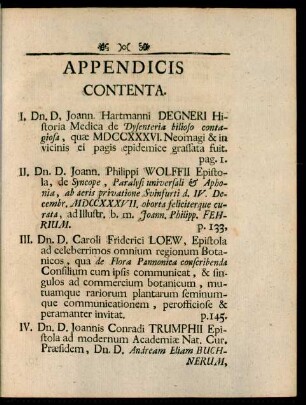 APPENDICIS
CONTENTA.
I. Dn. D. Joann. Hartmanni DEGNERI Hi-
storia Medica de Dysenteria bilioso conta-
giosa, quæ MDCCXXXVI. Neomagi & in
vicinis ei pagis epidemice grassata fuit.
pag. 1.
II. Dn. D. Joann. Philippi WOLFFII Episto-
la, de Syncope, Paralysi universali & Apho-
nia, ab aeris privatione Svinfurti d. IV. De-
cembr. MDCCXXXVII. oborta feliciterque cu-
rata, ad Illustr. b. m. Joann. Philipp. FEH-
RIUM. p. 133.
III. Dn. D. Caroli Friderici LOEW, Epistola
ad celeberrimos omnium regionum Bota-
nicos, qua de Flora Pannonica conscribenda
Consilium cum ipsis communicat, & sin-
gulos ad commercium botanicum, mu-
tuamque rariorum plantarum seminum-
que communicationem, perofficiose &
peramanter invitat. p. 145.
IV. Dn. D. Joannis Conradi TRUMPHII Epi-
stola ad modernum Academiæ Nat. Cur.
Præsidem, Dn. D. Andream Eliam BUCH-
NERUM,